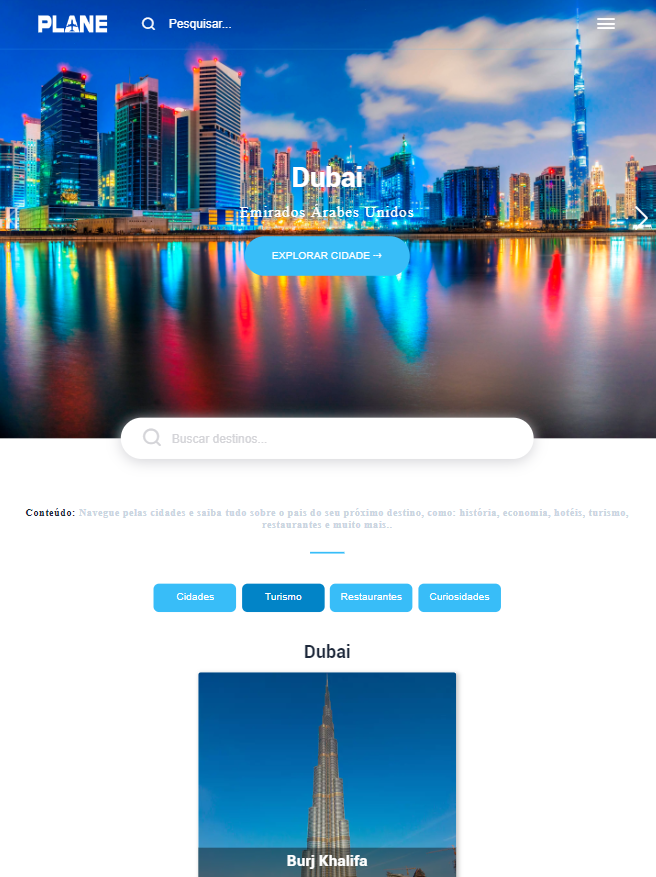 PLANE
Pesquisar...
Dubai
Emirados Árabes Unidos
EXPLORAR CIDADE →
Buscar destinos...
Conteúdo: Navegue pelas cidades e saiba tudo sobre o país do seu próximo destino, como: história, economia, hotéis, turismo,
restaurantes e muito mais..
Cidades
Turismo
Restaurantes
Curiosidades
Dubai
Burj Khalifa